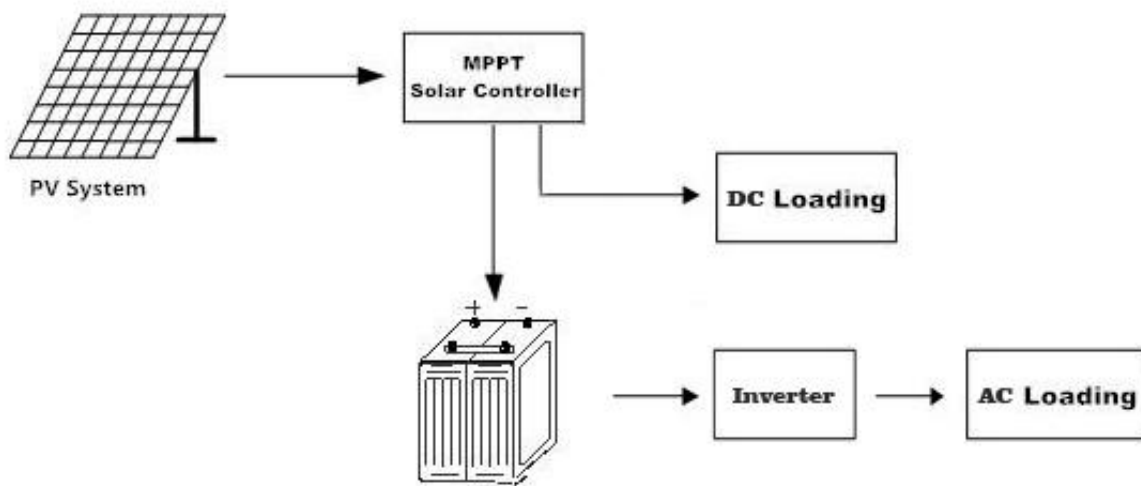 MPPT
Solar Controller
PV System
DC Loading
+ -
Inverter
AC Loading